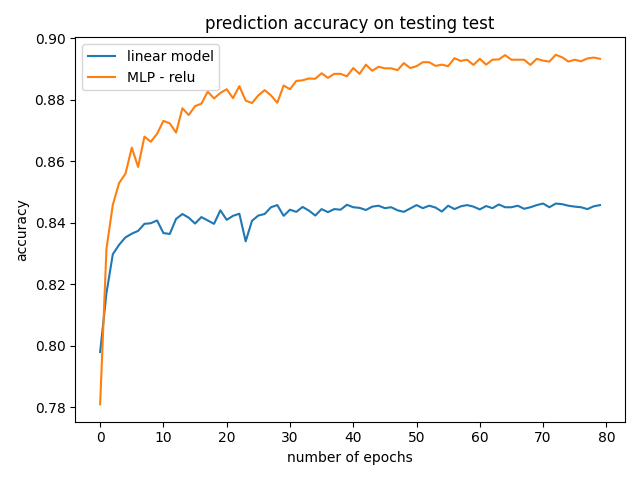 prediction accuracy on testing test
linear model
MLP - relu
accuracy
0.90
0.88
0.86
0.84
0.82
0.80
0.78
0 10 20 30 40 50 60 70 80
number of epochs